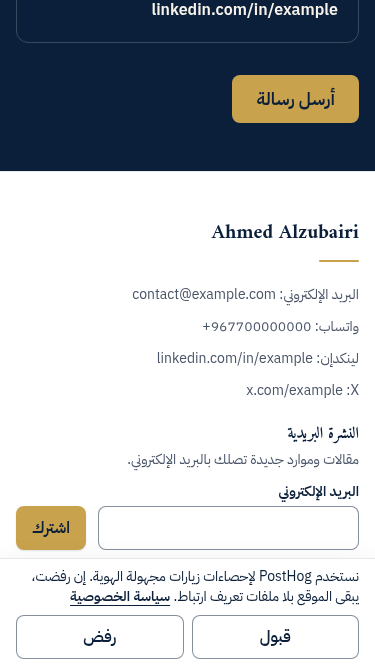 linkedin.com/in/example
أرسل رسالة
Ahmed Alzubairi
البريد الإلكتروني: contact@example.com
واتساب: 967700000000+
لينكدإن: linkedin.com/in/example
X: x.com/example
النشرة البريدية
مقالات وموارد جديدة تصلك بالبريد الإلكتروني.
البريد الإلكتروني
اشترك
نستخدم PostHog لإحصاءات زيارات مجهولة الهوية. إن رفضت،
يبقى الموقع بلا ملفات تعريف ارتباط. سياسة الخصوصية
قبول
رفض